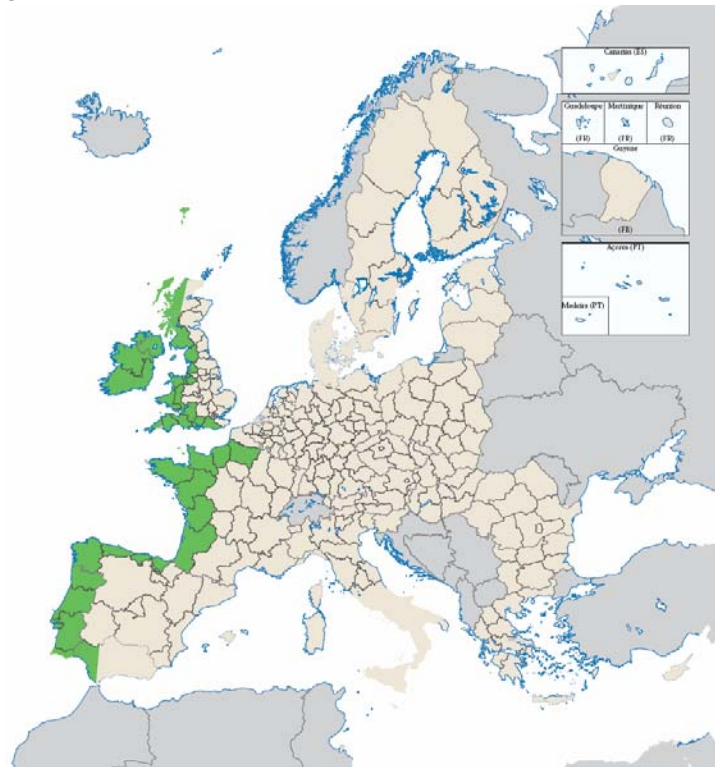 Canarias (ES)
Guadeloupe Martinique Réunion
(FR) (FR) (FR)
Guyane
(FR)
Açores (PT)
Madeira (PT)